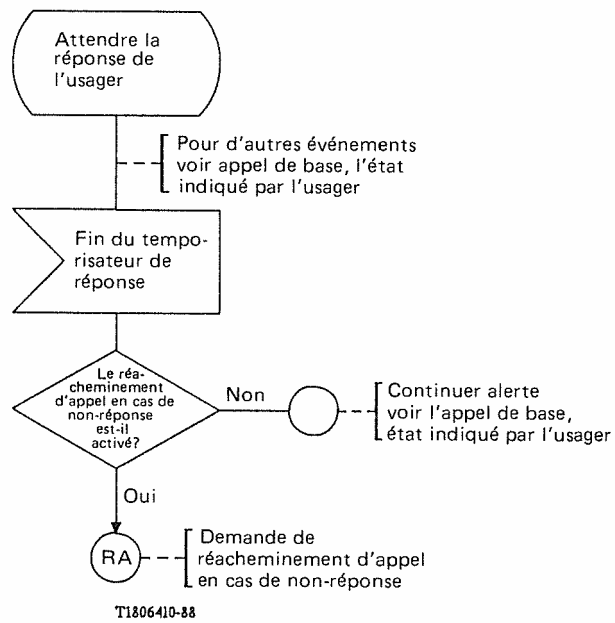 Attendre la
réponse de
l'usager
Pour d'autres événements
voir appel de base, l'état
indiqué par l'usager
Fin du tempo-
risateur de
réponse
Le réa-
cheminement
d'appel en cas de
non-réponse
est-il
activé?
Non
Continuer alerte
voir l'appel de base,
état indiqué par l'usager
Oui
RA
Demande de
réacheminement d'appel
en cas de non-réponse
T1806410-88